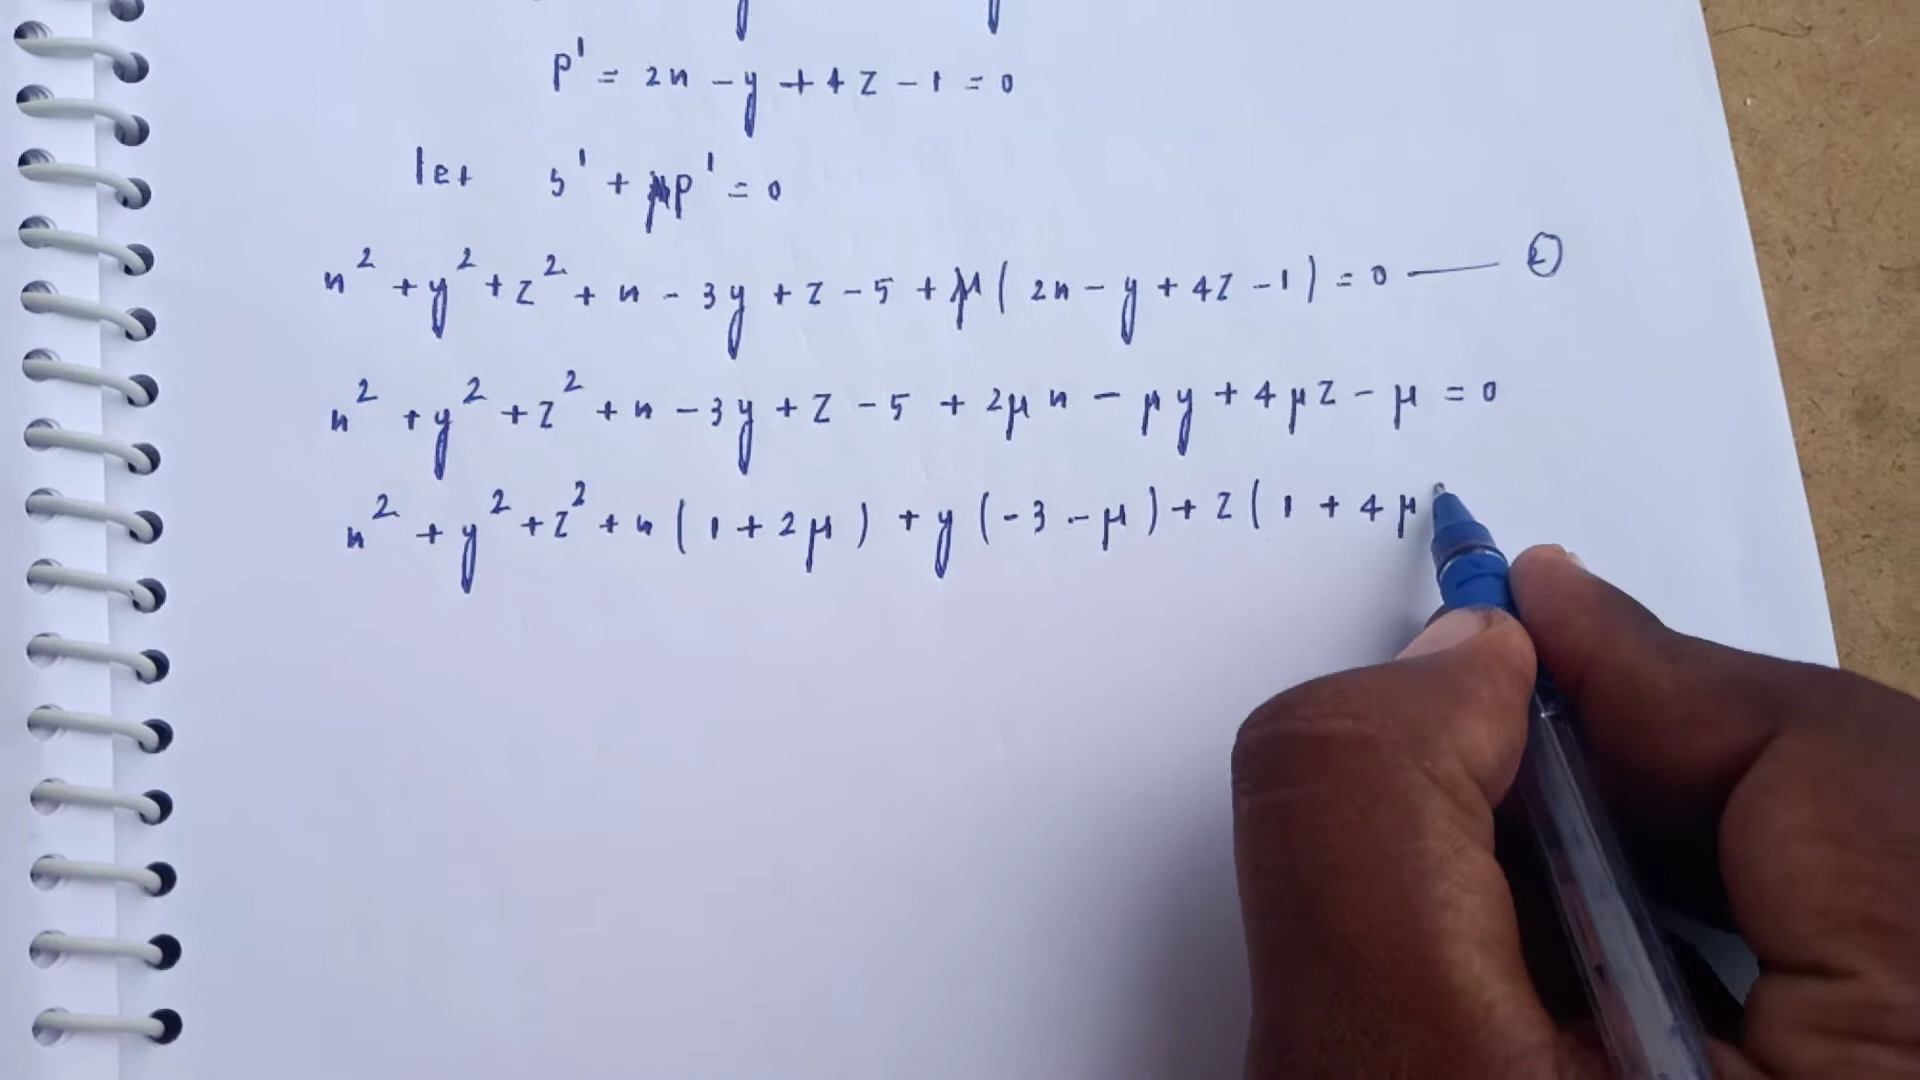 p' = 2x - y + 4z - 1 = 0
let s' + μp' = 0
x² + y² + z² + x - 3y + z - 5 + μ( 2x - y + 4z - 1 ) = 0 —— ②
x² + y² + z² + x - 3y + z - 5 + 2μx - μy + 4μz - μ = 0
x² + y² + z² + x ( 1 + 2μ ) + y (-3 - μ) + z ( 1 + 4μ